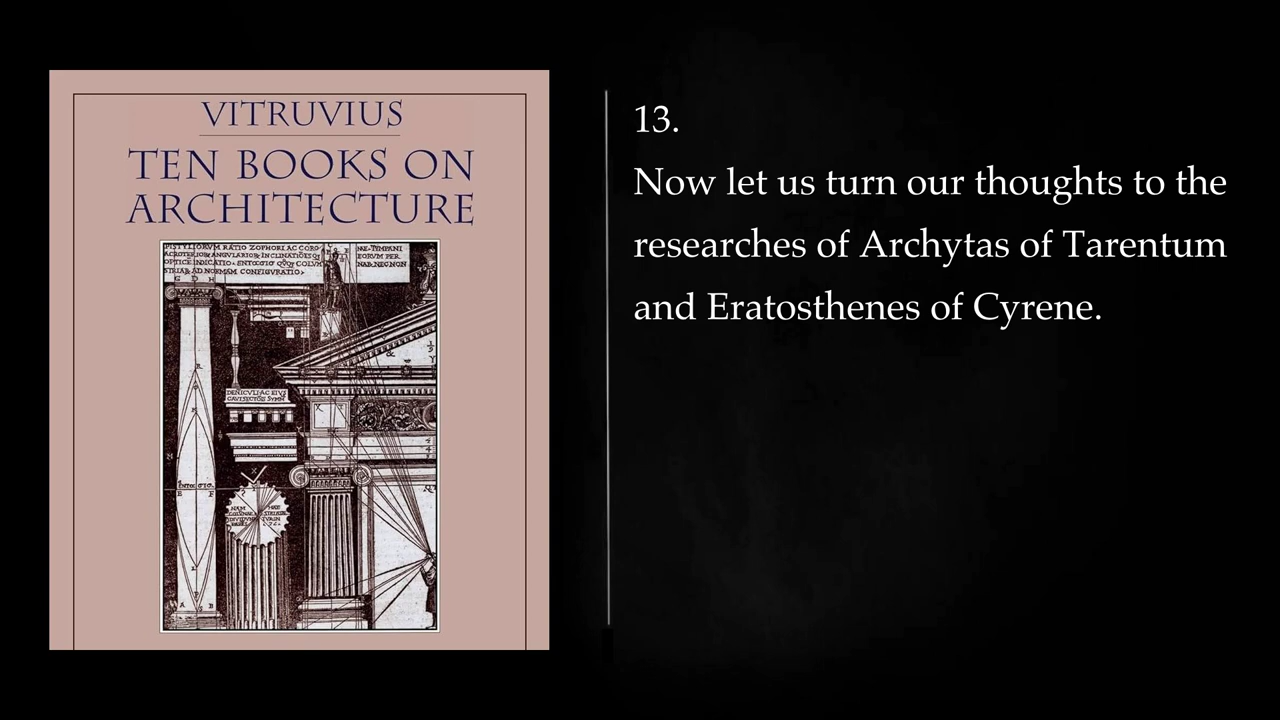 VITRUVIUS
TEN BOOKS ON
ARCHITECTURE
13.
Now let us turn our thoughts to the
researches of Archytas of Tarentum
and Eratosthenes of Cyrene.